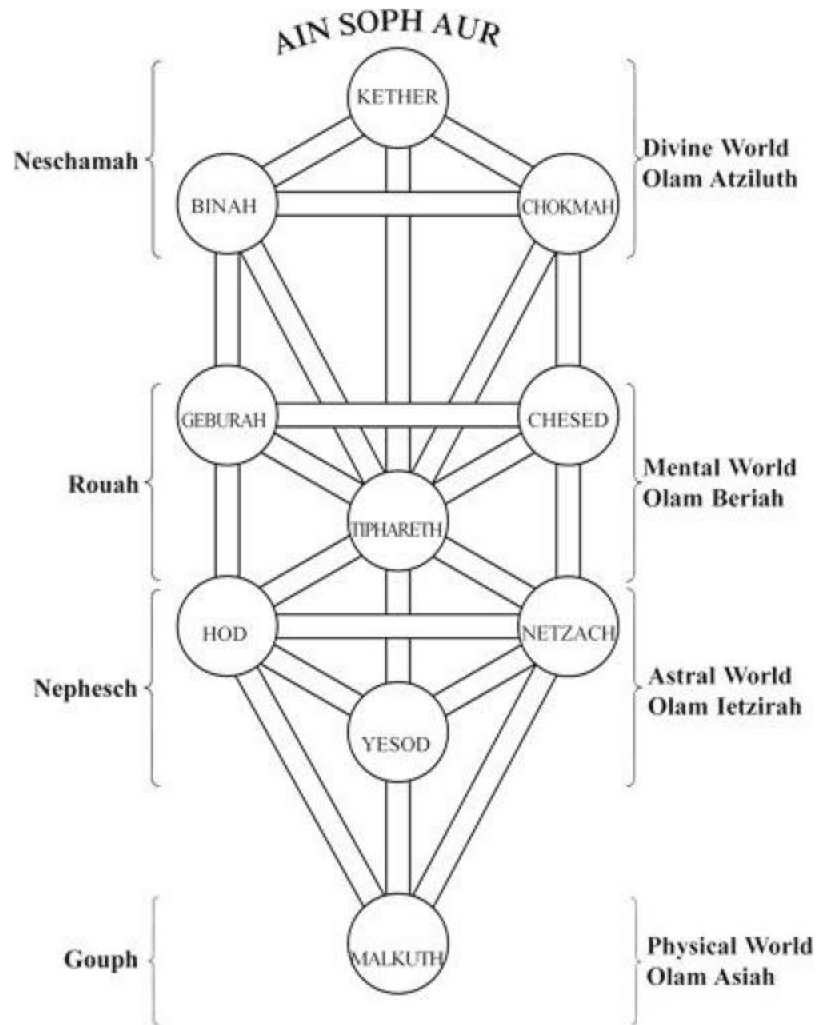 AIN SOPH AUR
KETHER
Neschamah
Divine World
Olam Atziluth
BINAH
CHOKMAH
GEBURAH
CHESED
Rouah
Mental World
Olam Beriah
TIPHARETH
HOD
NETZACH
Nephesch
Astral World
Olam Ietzirah
YESOD
Gouph
MALKUTH
Physical World
Olam Asiah